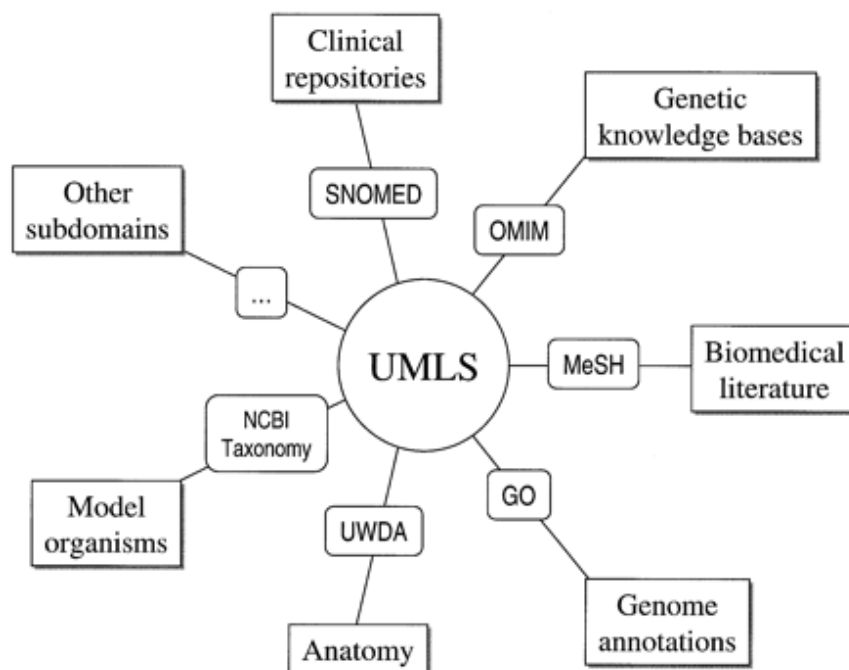 Clinical
repositories
Genetic
knowledge bases
SNOMED
Other
subdomains
OMIM
...
UMLS
MeSH
Biomedical
literature
NCBI
Taxonomy
Model
organisms
GO
UWDA
Genome
annotations
Anatomy